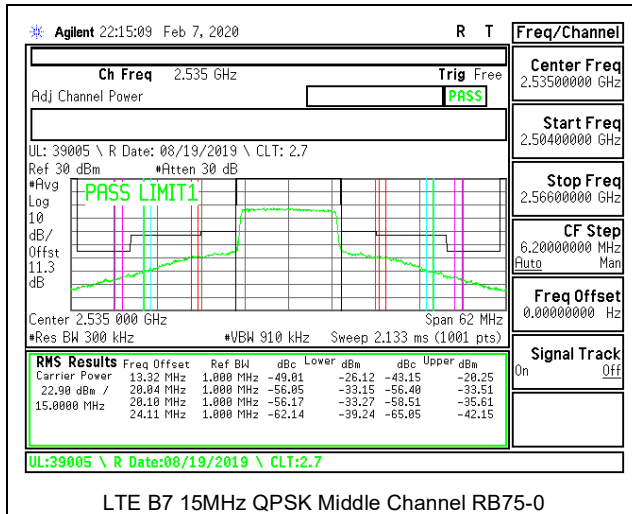 Agilent 22:15:09 Feb 7, 2020 R T
Freq/Channel
Ch Freq 2.535 GHz Trig Free
Adj Channel Power PASS
Center Freq
2.53500000 GHz
Start Freq
2.50400000 GHz
Stop Freq
2.56600000 GHz
CF Step
6.20000000 MHz
Auto Man
Freq Offset
0.00000000 Hz
Signal Track
On Off
UL: 39005 \ R Date: 08/19/2019 \ CLT: 2.7
Ref 30 dBm #Atten 30 dB
#Avg
Log
10
dB/
Offst
11.3
dB
PASS LIMIT1
Center 2.535 000 GHz Span 62 MHz
#Res BW 300 kHz #VBW 910 kHz Sweep 2.133 ms (1001 pts)
RMS Results Freq Offset Ref BW dBc Lower dBm dBc Upper dBm
Carrier Power 13.32 MHz 1.000 MHz -49.01 -26.12 -43.15 -20.25
22.90 dBm / 20.04 MHz 1.000 MHz -56.05 -33.15 -56.40 -33.51
15.0000 MHz 20.10 MHz 1.000 MHz -56.17 -33.27 -58.51 -35.61
24.11 MHz 1.000 MHz -62.14 -39.24 -65.05 -42.15
UL:39005 \ R Date:08/19/2019 \ CLT:2.7
LTE B7 15MHz QPSK Middle Channel RB75-0